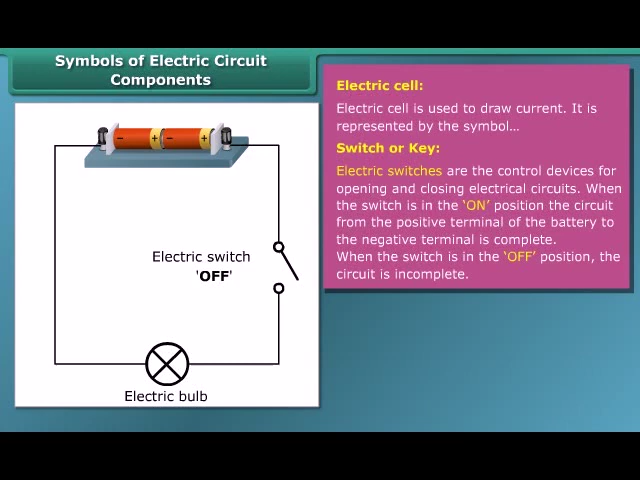 Symbols of Electric Circuit
Components
Electric cell:
Electric cell is used to draw current. It is
represented by the symbol...
Switch or Key:
Electric switches are the control devices for
opening and closing electrical circuits. When
the switch is in the ‘ON’ position the circuit
from the positive terminal of the battery to
the negative terminal is complete.
When the switch is in the ‘OFF’ position, the
circuit is incomplete.
− + − +
Electric switch
'OFF'
Electric bulb